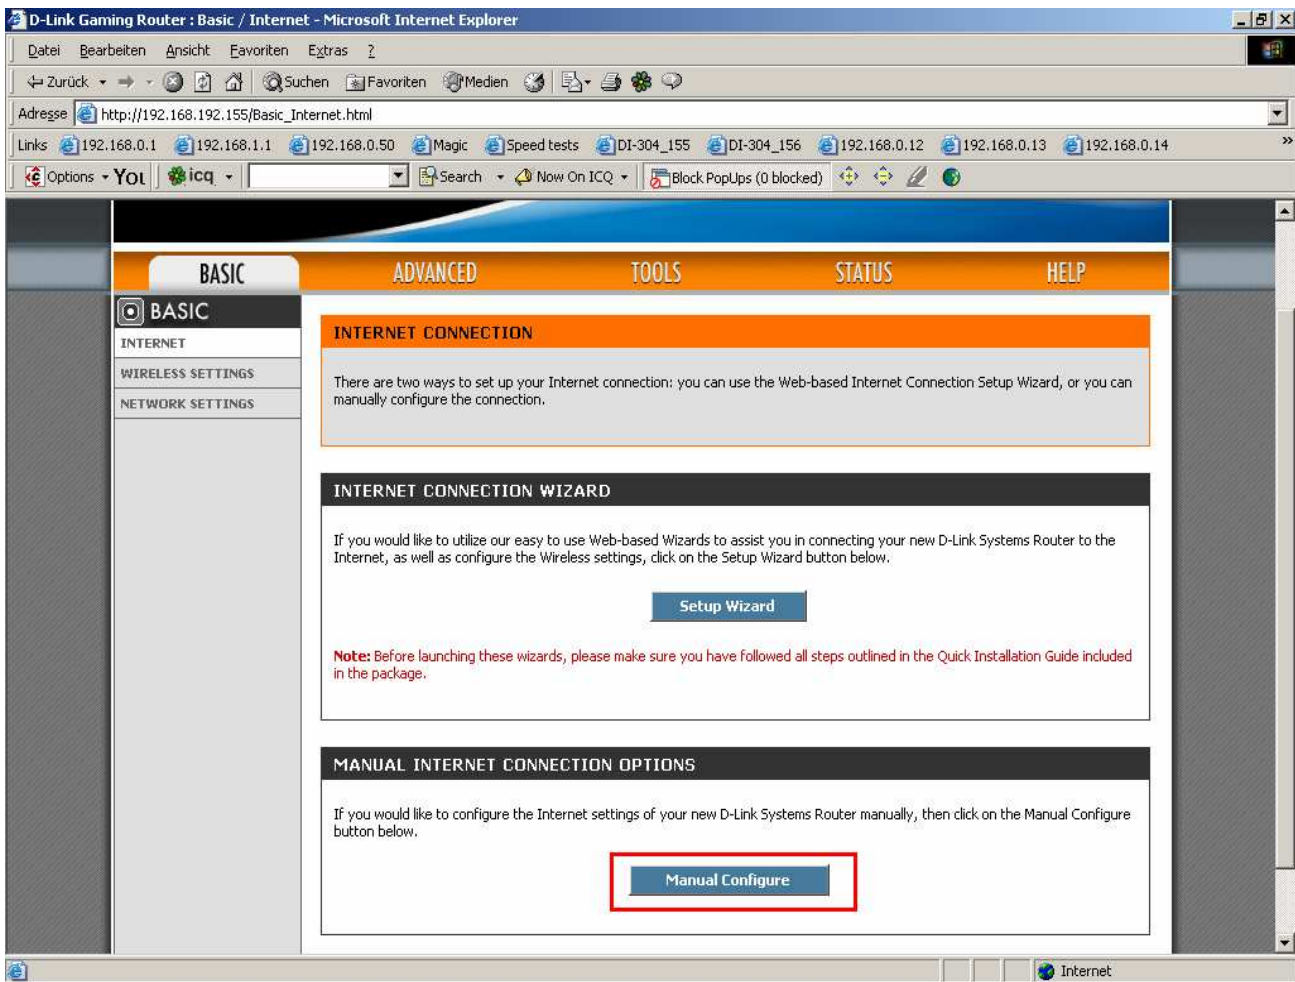 D-Link Gaming Router : Basic / Internet - Microsoft Internet Explorer
Datei Bearbeiten Ansicht Favoriten Extras ?
Zurück Suchen Favoriten Medien
Adresse http://192.168.192.155/Basic_Internet.html
Links 192.168.0.1 192.168.1.1 192.168.0.50 Magic Speed tests DI-304_155 DI-304_156 192.168.0.12 192.168.0.13 192.168.0.14 »
Options YOU icq Search Now On ICQ Block PopUps (0 blocked)
BASIC ADVANCED TOOLS STATUS HELP
BASIC
INTERNET
WIRELESS SETTINGS
NETWORK SETTINGS
INTERNET CONNECTION
There are two ways to set up your Internet connection: you can use the Web-based Internet Connection Setup Wizard, or you can
manually configure the connection.
INTERNET CONNECTION WIZARD
If you would like to utilize our easy to use Web-based Wizards to assist you in connecting your new D-Link Systems Router to the
Internet, as well as configure the Wireless settings, click on the Setup Wizard button below.
Setup Wizard
Note: Before launching these wizards, please make sure you have followed all steps outlined in the Quick Installation Guide included
in the package.
MANUAL INTERNET CONNECTION OPTIONS
If you would like to configure the Internet settings of your new D-Link Systems Router manually, then click on the Manual Configure
button below.
Manual Configure
Internet